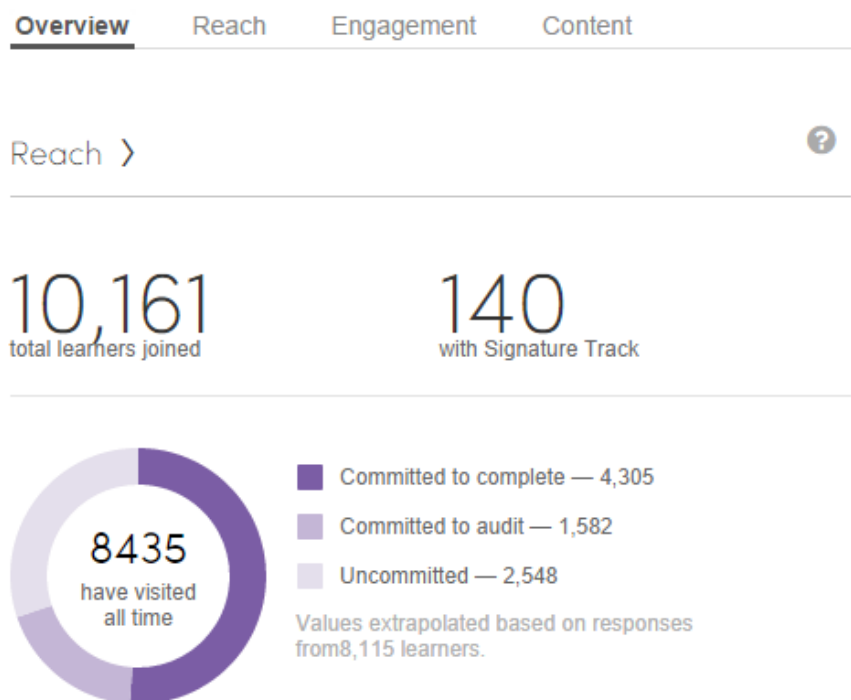 Overview Reach Engagement Content
Reach >
?
10,161
total learners joined
140
with Signature Track
8435
have visited
all time
Committed to complete — 4,305
Committed to audit — 1,582
Uncommitted — 2,548
Values extrapolated based on responses
from8,115 learners.